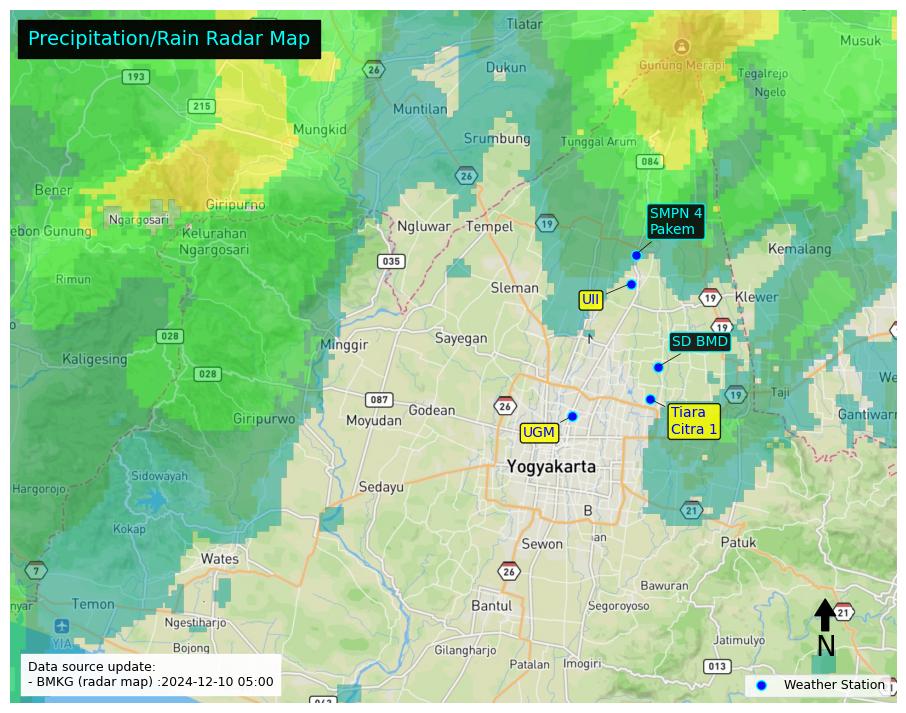 Precipitation/Rain Radar Map
Tlatar
Musuk
26
Dukun
Gunung Merapi
193
Tegalrejo
215
Ngelo
Muntilan
Mungkid
Srumbung
Tunggal Arum
084
26
Bener
Giripurno
SMPN 4
Pakem
Ngargosari
Ngluwar
Tempel
19
ebon Gunung
Kelurahan
Ngargosari
Kemalang
035
Rimun
Sleman
UII
19
Klewer
028
Sayegan
19
Minggir
SD BMD
Kaligesing
028
We
087
Godean
26
19
Taji
Giripurwo
Moyudan
Tiara
Citra 1
Gantiwarn
UGM
Yogyakarta
Sidowayah
Hargorojo
Sedayu
21
B
Kokap
an
Sewon
Patuk
Wates
7
26
Bawuran
nyar
Temon
Bantul
Segoroyoso
21
Ngestiharjo
YIA
Bojong
Jatimulyo
N
Gilangharjo
Patalan
Imogiri
013
Data source update:
- BMKG (radar map) :2024-12-10 05:00
Weather Station